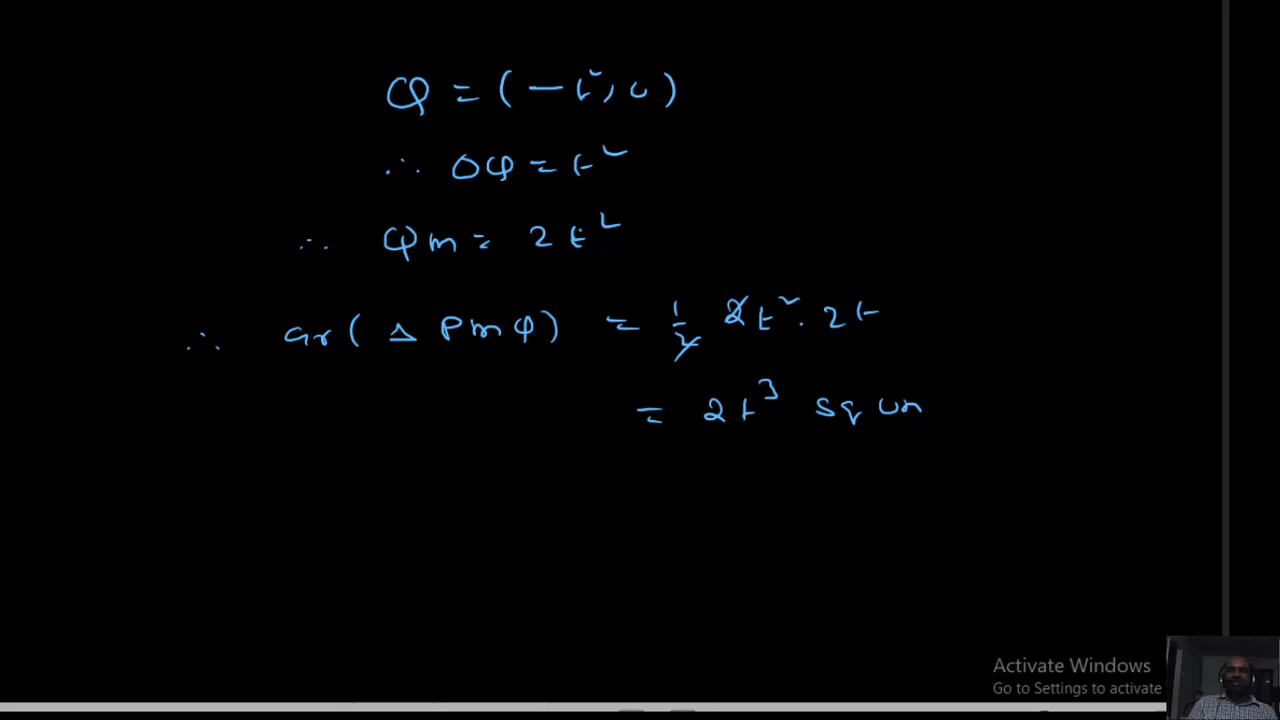 Q = (-t², 0)
∴ OQ = t²
∴ QM = 2t²
∴ ar(△ PMQ) = 1/2 2t² . 2t
= 2t³ sq un
Activate Windows
Go to Settings to activate